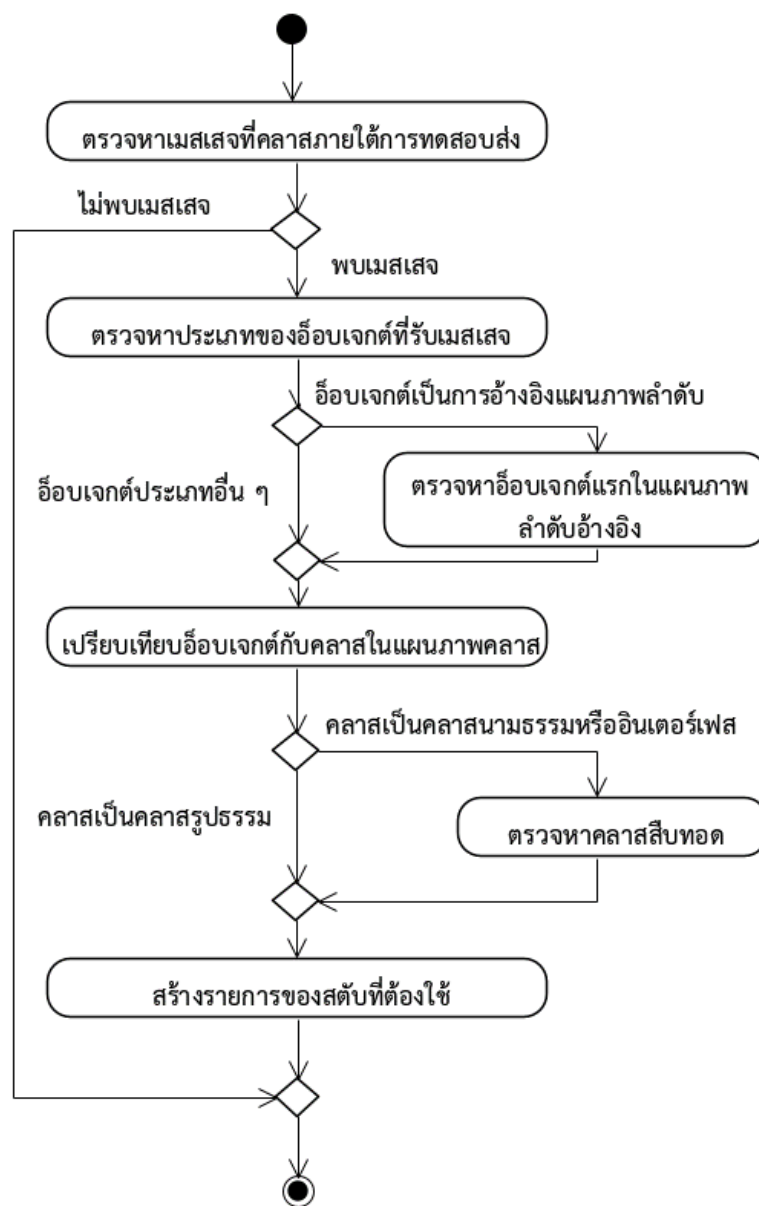 ตรวจหาเมสเสจที่คลาสภายใต้การทดสอบส่ง
ไม่พบเมสเสจ
พบเมสเสจ
ตรวจหาประเภทของอ็อบเจกต์ที่รับเมสเสจ
อ็อบเจกต์เป็นการอ้างอิงแผนภาพลำดับ
อ็อบเจกต์ประเภทอื่น ๆ
ตรวจหาอ็อบเจกต์แรกในแผนภาพ
ลำดับอ้างอิง
เปรียบเทียบอ็อบเจกต์กับคลาสในแผนภาพคลาส
คลาสเป็นคลาสนามธรรมหรืออินเตอร์เฟส
คลาสเป็นคลาสรูปธรรม
ตรวจหาคลาสสืบทอด
สร้างรายการของสตับที่ต้องใช้